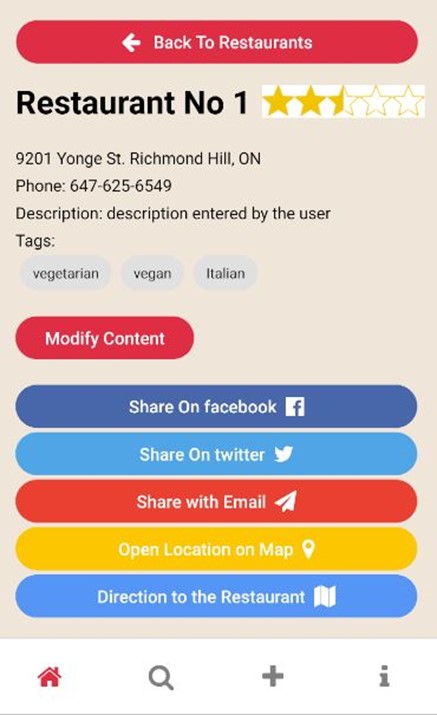 Back To Restaurants
Restaurant No 1
9201 Yonge St. Richmond Hill, ON
Phone: 647-625-6549
Description: description entered by the user
Tags:
vegetarian vegan Italian
Modify Content
Share On facebook
Share On twitter
Share with Email
Open Location on Map
Direction to the Restaurant